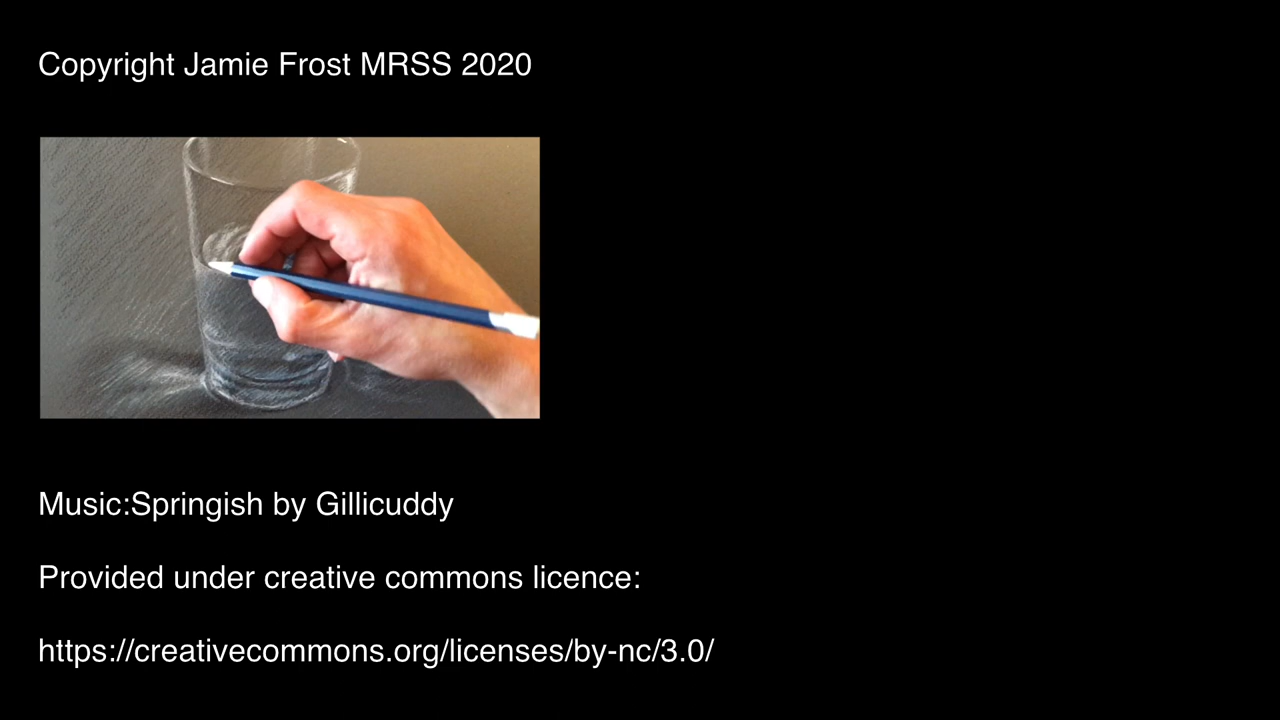 Copyright Jamie Frost MRSS 2020
Music:Springish by Gillicuddy
Provided under creative commons licence:
https://creativecommons.org/licenses/by-nc/3.0/